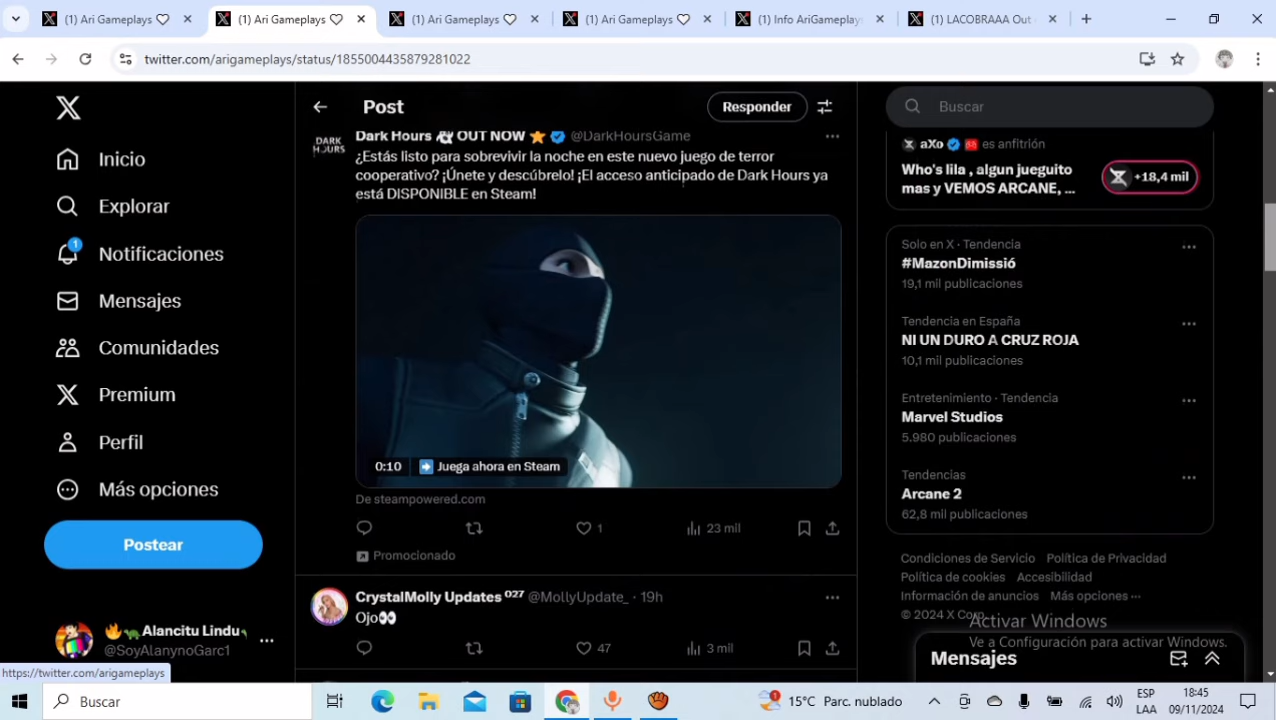 (1) Ari Gameplays ♡
(1) Ari Gameplays ♡
(1) Ari Gameplays ♡
(1) Ari Gameplays ♡
(1) Info AriGameplays
(1) LACOBRAAA Out
twitter.com/arigameplays/status/1855004435879281022
Inicio
Explorar
1
Notificaciones
Mensajes
Comunidades
Premium
Perfil
Más opciones
Postear
Alancitu Lindu
@SoyAlanynoGarc1
https://twitter.com/arigameplays
Post
Responder
DARK HOURS
Dark Hours OUT NOW @DarkHoursGame
¿Estás listo para sobrevivir la noche en este nuevo juego de terror
cooperativo? ¡Únete y descúbrelo! ¡El acceso anticipado de Dark Hours ya
está DISPONIBLE en Steam!
0:10 ➡ Juega ahora en Steam
De steampowered.com
1
23 mil
Promocionado
CrystalMolly Updates ⁰²⁷ @MollyUpdate_ · 19h
Ojo👀
47
3 mil
Buscar
aXo es anfitrión
Who's lila , algun jueguito
mas y VEMOS ARCANE, ...
+18,4 mil
Solo en X · Tendencia
#MazonDimissió
19,1 mil publicaciones
Tendencia en España
NI UN DURO A CRUZ ROJA
10,1 mil publicaciones
Entretenimiento · Tendencia
Marvel Studios
5.980 publicaciones
Tendencias
Arcane 2
62,8 mil publicaciones
Condiciones de Servicio Política de Privacidad
Política de cookies Accesibilidad
Información de anuncios Más opciones ···
© 2024 X Corp.
Activar Windows
Ve a Configuración para activar Windows.
Mensajes
Buscar
15°C Parc. nublado
ESP
LAA
18:45
09/11/2024